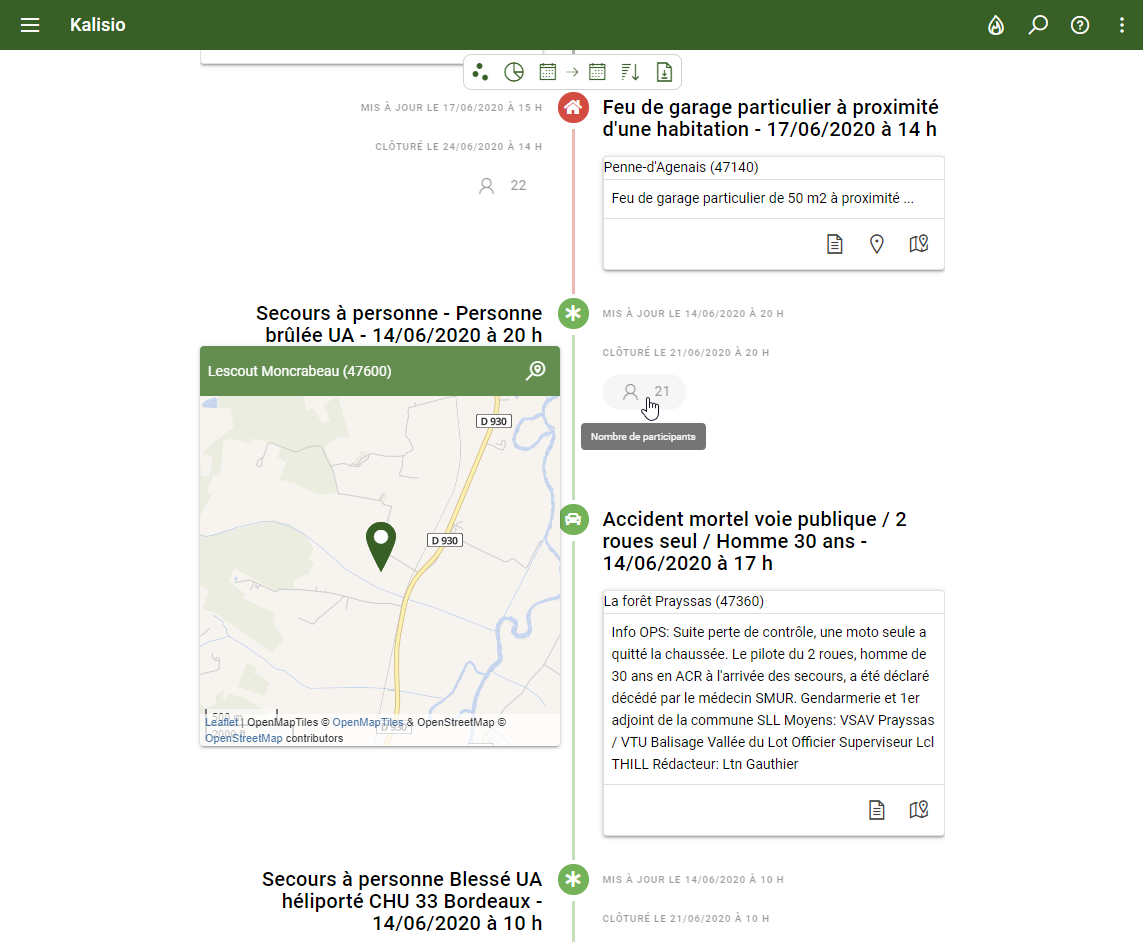 Kalisio
MIS À JOUR LE 17/06/2020 À 15 H
CLÔTURÉ LE 24/06/2020 À 14 H
22
Feu de garage particulier à proximité
d'une habitation - 17/06/2020 à 14 h
Penne-d'Agenais (47140)
Feu de garage particulier de 50 m2 à proximité ...
Secours à personne - Personne
brûlée UA - 14/06/2020 à 20 h
MIS À JOUR LE 14/06/2020 À 20 H
CLÔTURÉ LE 21/06/2020 À 20 H
21
Nombre de participants
Lescout Moncrabeau (47600)
D 930
D 930
D 930
500 m
2000 ft
Leaflet | OpenMapTiles © OpenMapTiles & OpenStreetMap ©
OpenStreetMap contributors
Accident mortel voie publique / 2
roues seul / Homme 30 ans -
14/06/2020 à 17 h
La forêt Prayssas (47360)
Info OPS: Suite perte de contrôle, une moto seule a
quitté la chaussée. Le pilote du 2 roues, homme de
30 ans en ACR à l'arrivée des secours, a été déclaré
décédé par le médecin SMUR. Gendarmerie et 1er
adjoint de la commune SLL Moyens: VSAV Prayssas
/ VTU Balisage Vallée du Lot Officier Superviseur Lcl
THILL Rédacteur: Ltn Gauthier
Secours à personne Blessé UA
héliporté CHU 33 Bordeaux -
14/06/2020 à 10 h
MIS À JOUR LE 14/06/2020 À 10 H
CLÔTURÉ LE 21/06/2020 À 10 H